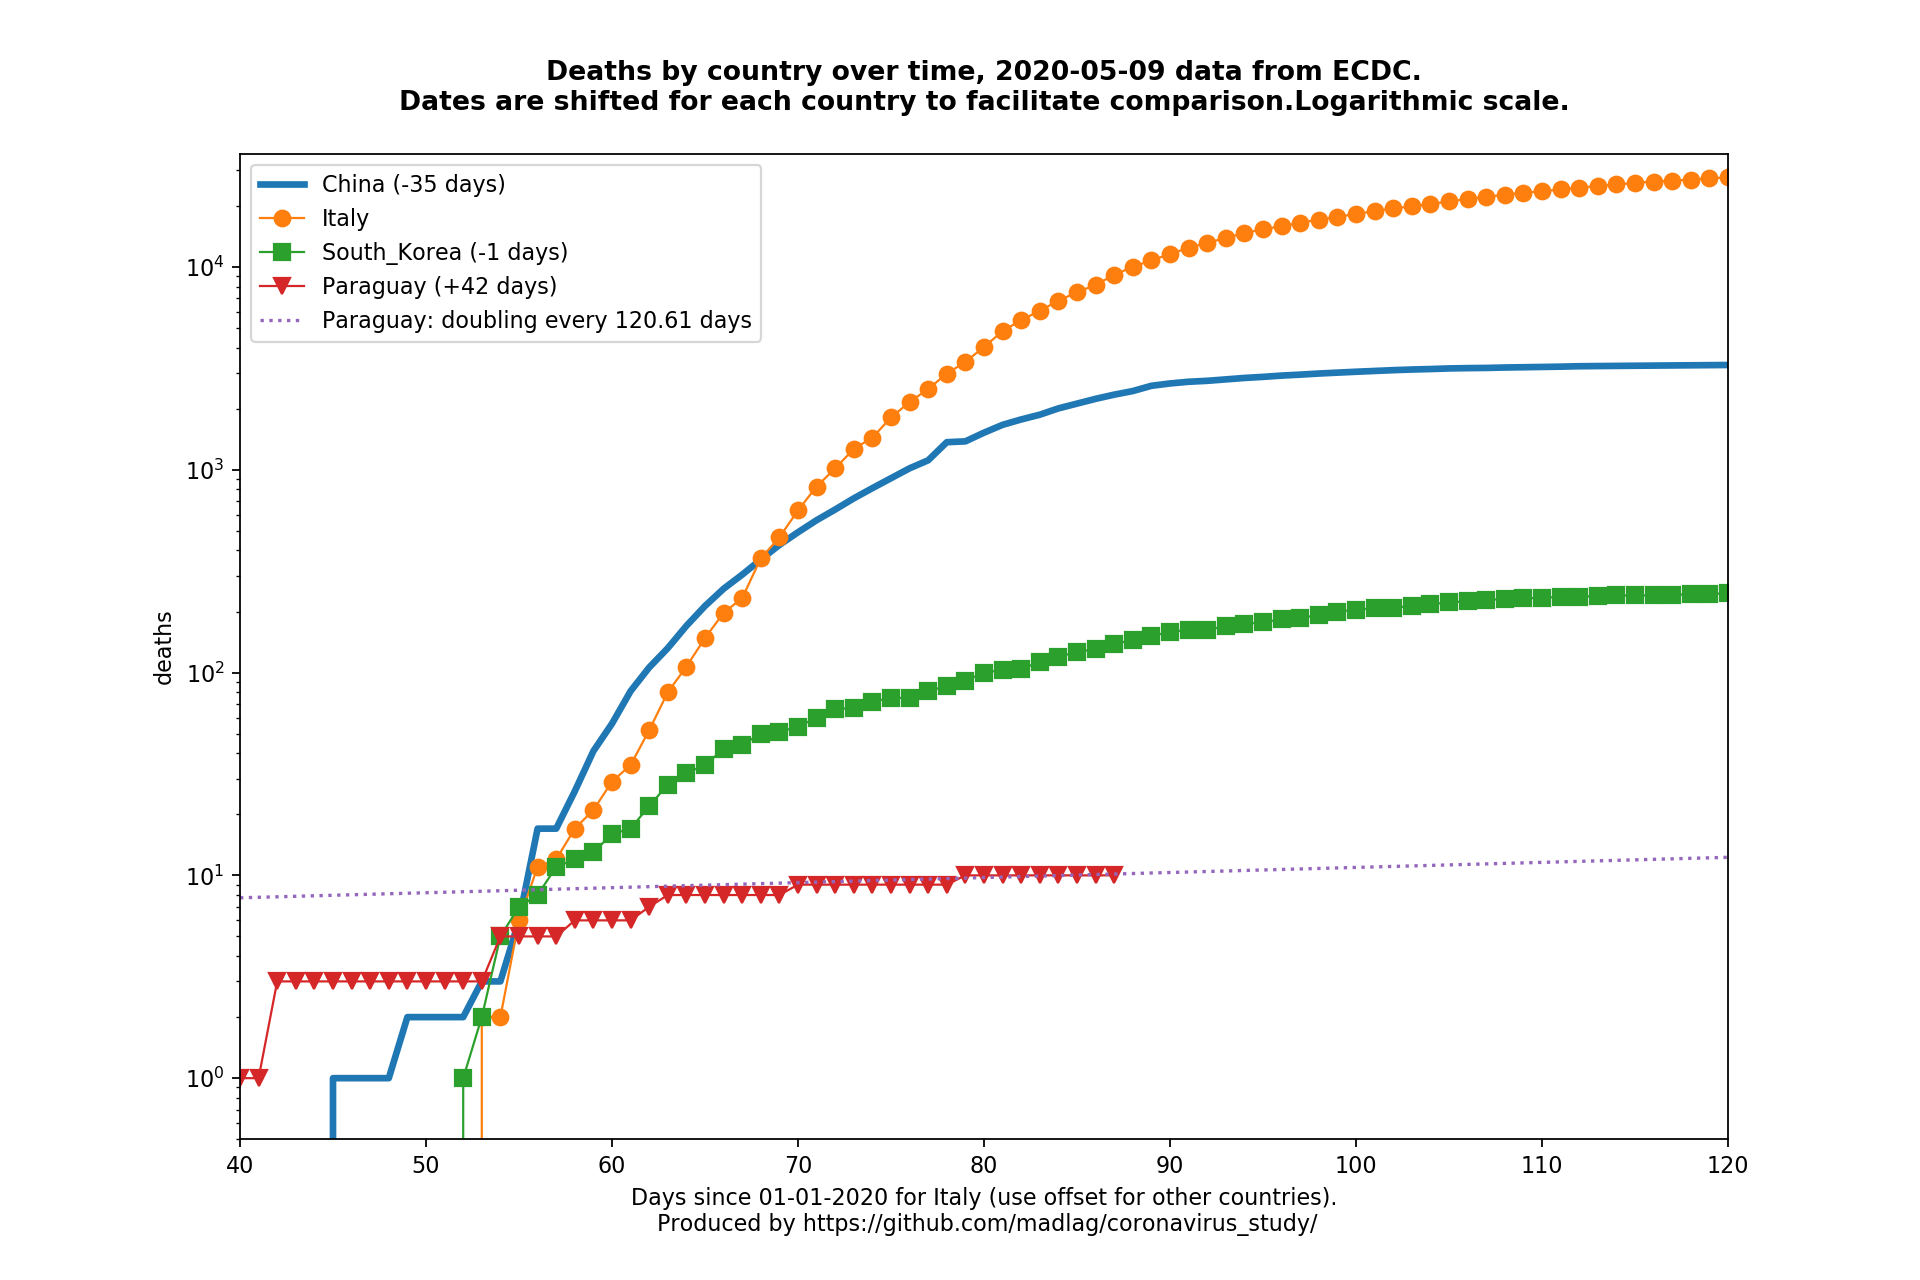 Deaths by country over time, 2020-05-09 data from ECDC.
Dates are shifted for each country to facilitate comparison.Logarithmic scale.
China (-35 days)
Italy
South_Korea (-1 days)
Paraguay (+42 days)
Paraguay: doubling every 120.61 days
deaths
10⁴
10³
10²
10¹
10⁰
40 50 60 70 80 90 100 110 120
Days since 01-01-2020 for Italy (use offset for other countries).
Produced by https://github.com/madlag/coronavirus_study/